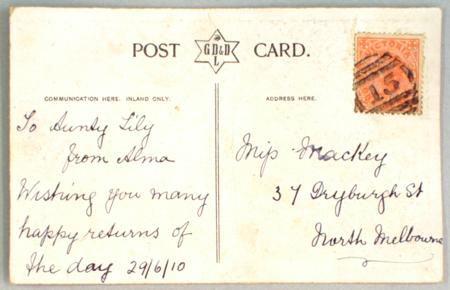 POST CARD.
G D & D
L
COMMUNICATION HERE. INLAND ONLY.
To Aunty Lily
from Alma
Wishing you many
happy returns of
the day 29/6/10
ADDRESS HERE.
VICTORIA
15
Miss Mackey
37 Dryburgh St
North Melbourne